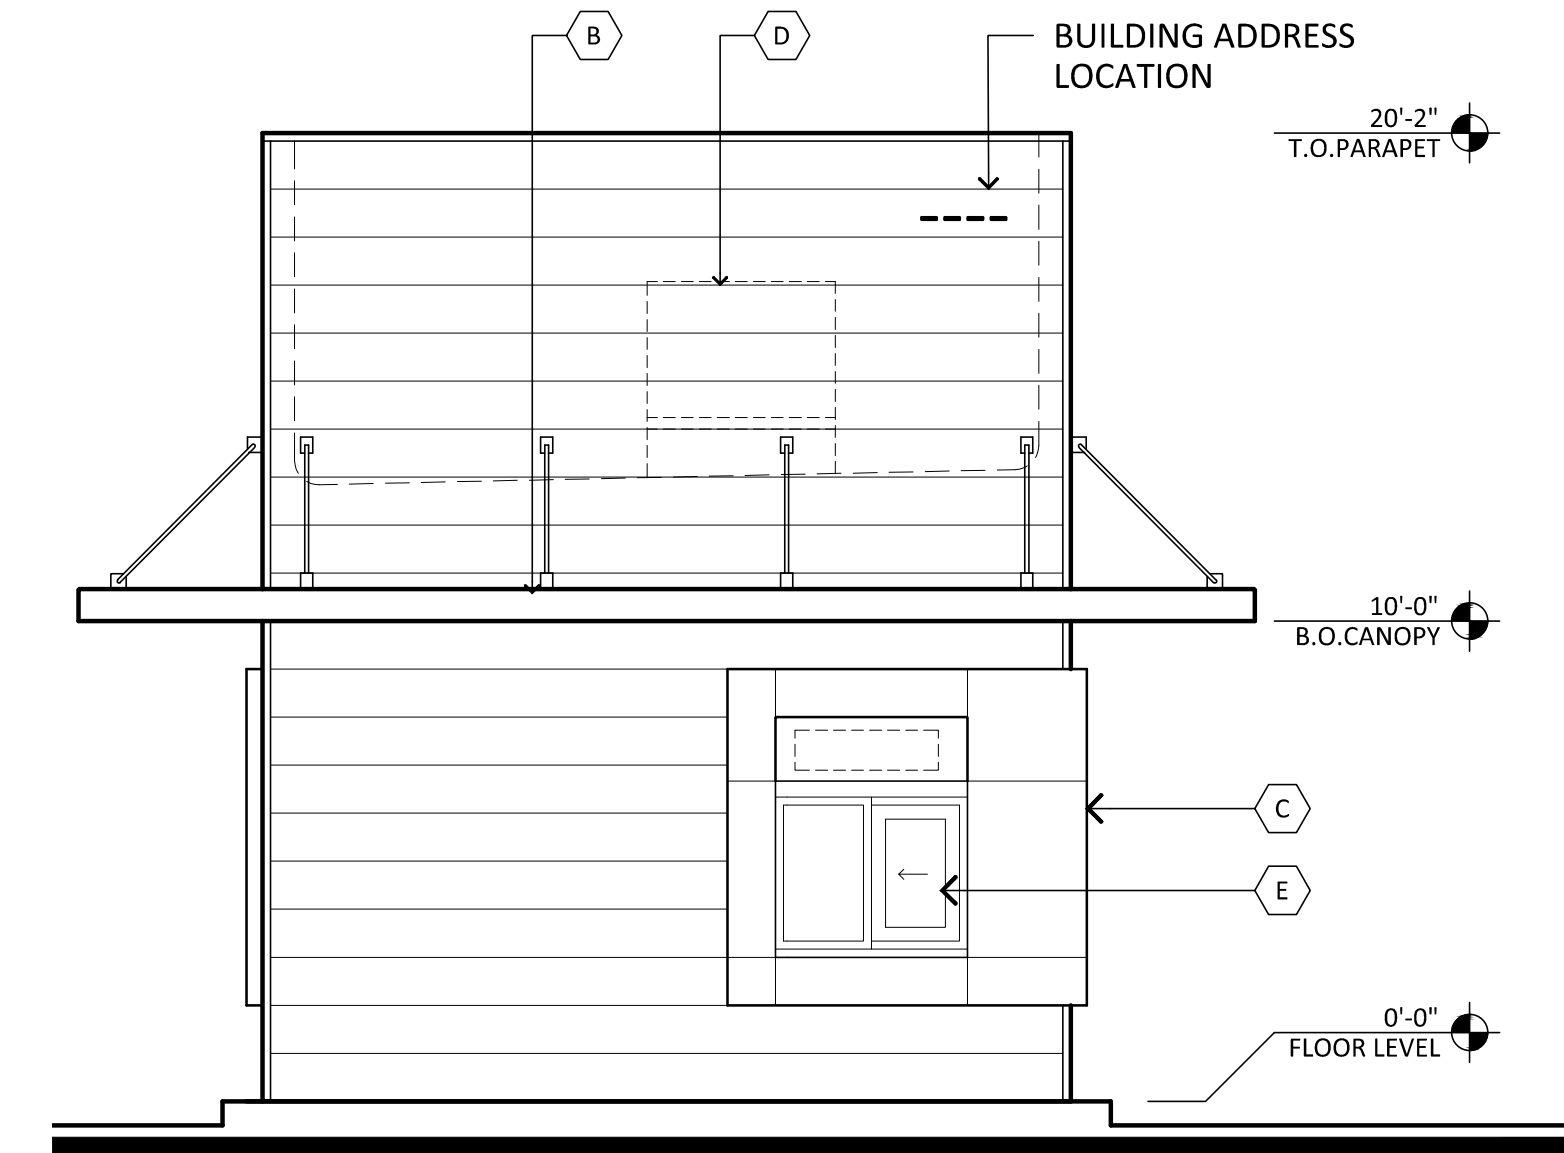 B
D
BUILDING ADDRESS
LOCATION
20'-2"
T.O.PARAPET
10'-0"
B.O.CANOPY
C
E
0'-0"
FLOOR LEVEL